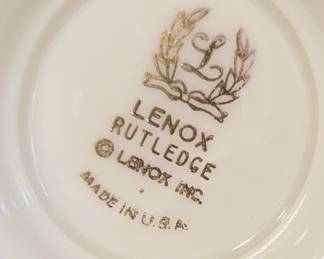 L
LENOX
RUTLEDGE
© LENOX INC.
MADE IN U.S.A